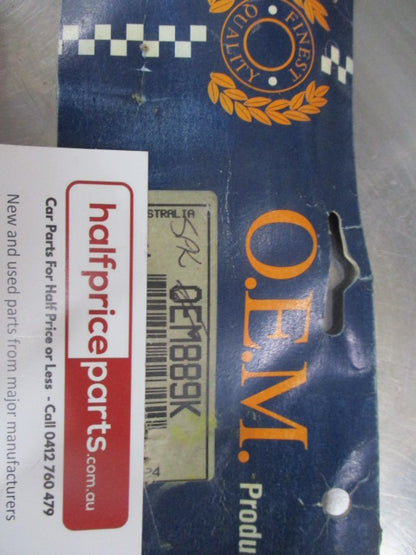 FINEST
QUALITY
O.E.M.
Produ
STRALIA
OEM889K
P4
halfpriceparts.com.au
Car Parts For Half Price or Less - Call 0412 760 479
New and used parts from major manufacturers